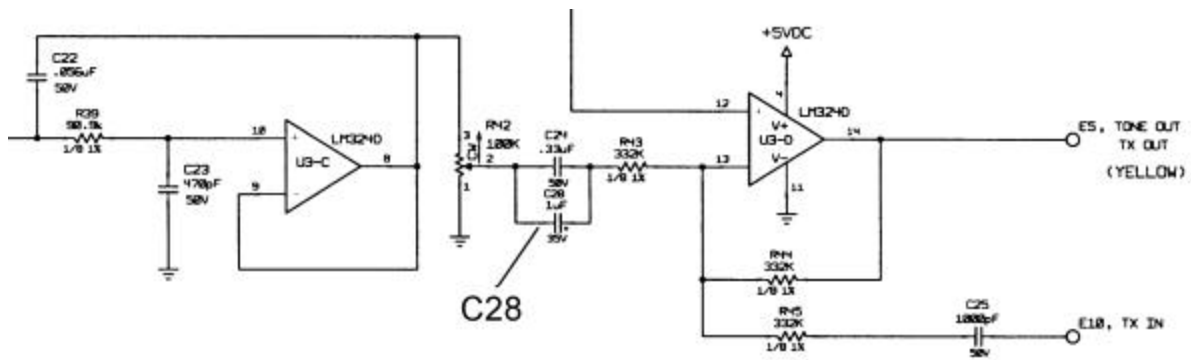 C22
.056uF
50V
R39
90.9k
1/8 1%
C23
470pF
50V
10
9
+
-
LM324D
U3-C
8
3
R42
100K
CW
2
1
C24
.33uF
50V
C28
1uF
+
35V
C28
R43
332K
1/8 1%
+5VDC
4
12
13
LM324D
V+
U3-D
V-
14
11
E5, TONE OUT
TX OUT
(YELLOW)
R44
332K
1/8 1%
R45
332K
1/8 1%
C25
1000pF
50V
E10, TX IN